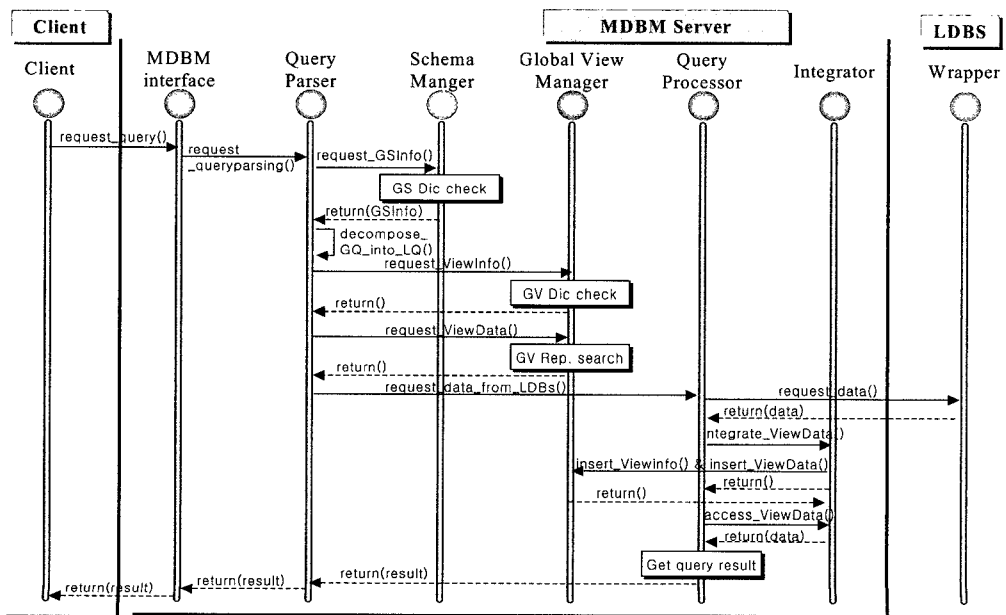 Client
MDBM Server
LDBS
Client
MDBM
interface
Query
Parser
Schema
Manger
Global View
Manager
Query
Processor
Integrator
Wrapper
request_query()
request
_queryparsing()
request_GSInfo()
GS Dic check
return(GSInfo)
decompose_
GQ_into_LQ()
request_ViewInfo()
GV Dic check
return()
request_ViewData()
GV Rep. search
return()
request_data_from_LDBs()
request_data()
return(data)
ntegrate_ViewData()
insert_ViewInfo() & insert_ViewData()
return()
return()
access_ViewData()
return(data)
Get query result
return(result)
return(result)
return(result)